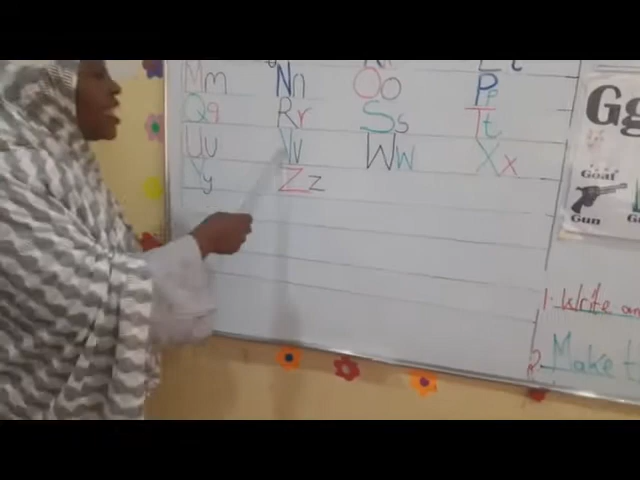 Mm Nn Oo Pp
Qq Rr Ss Tt
Uu Vv Ww Xx
Yy Zz
Gg
Goat
Gun
1. Write
2. Make